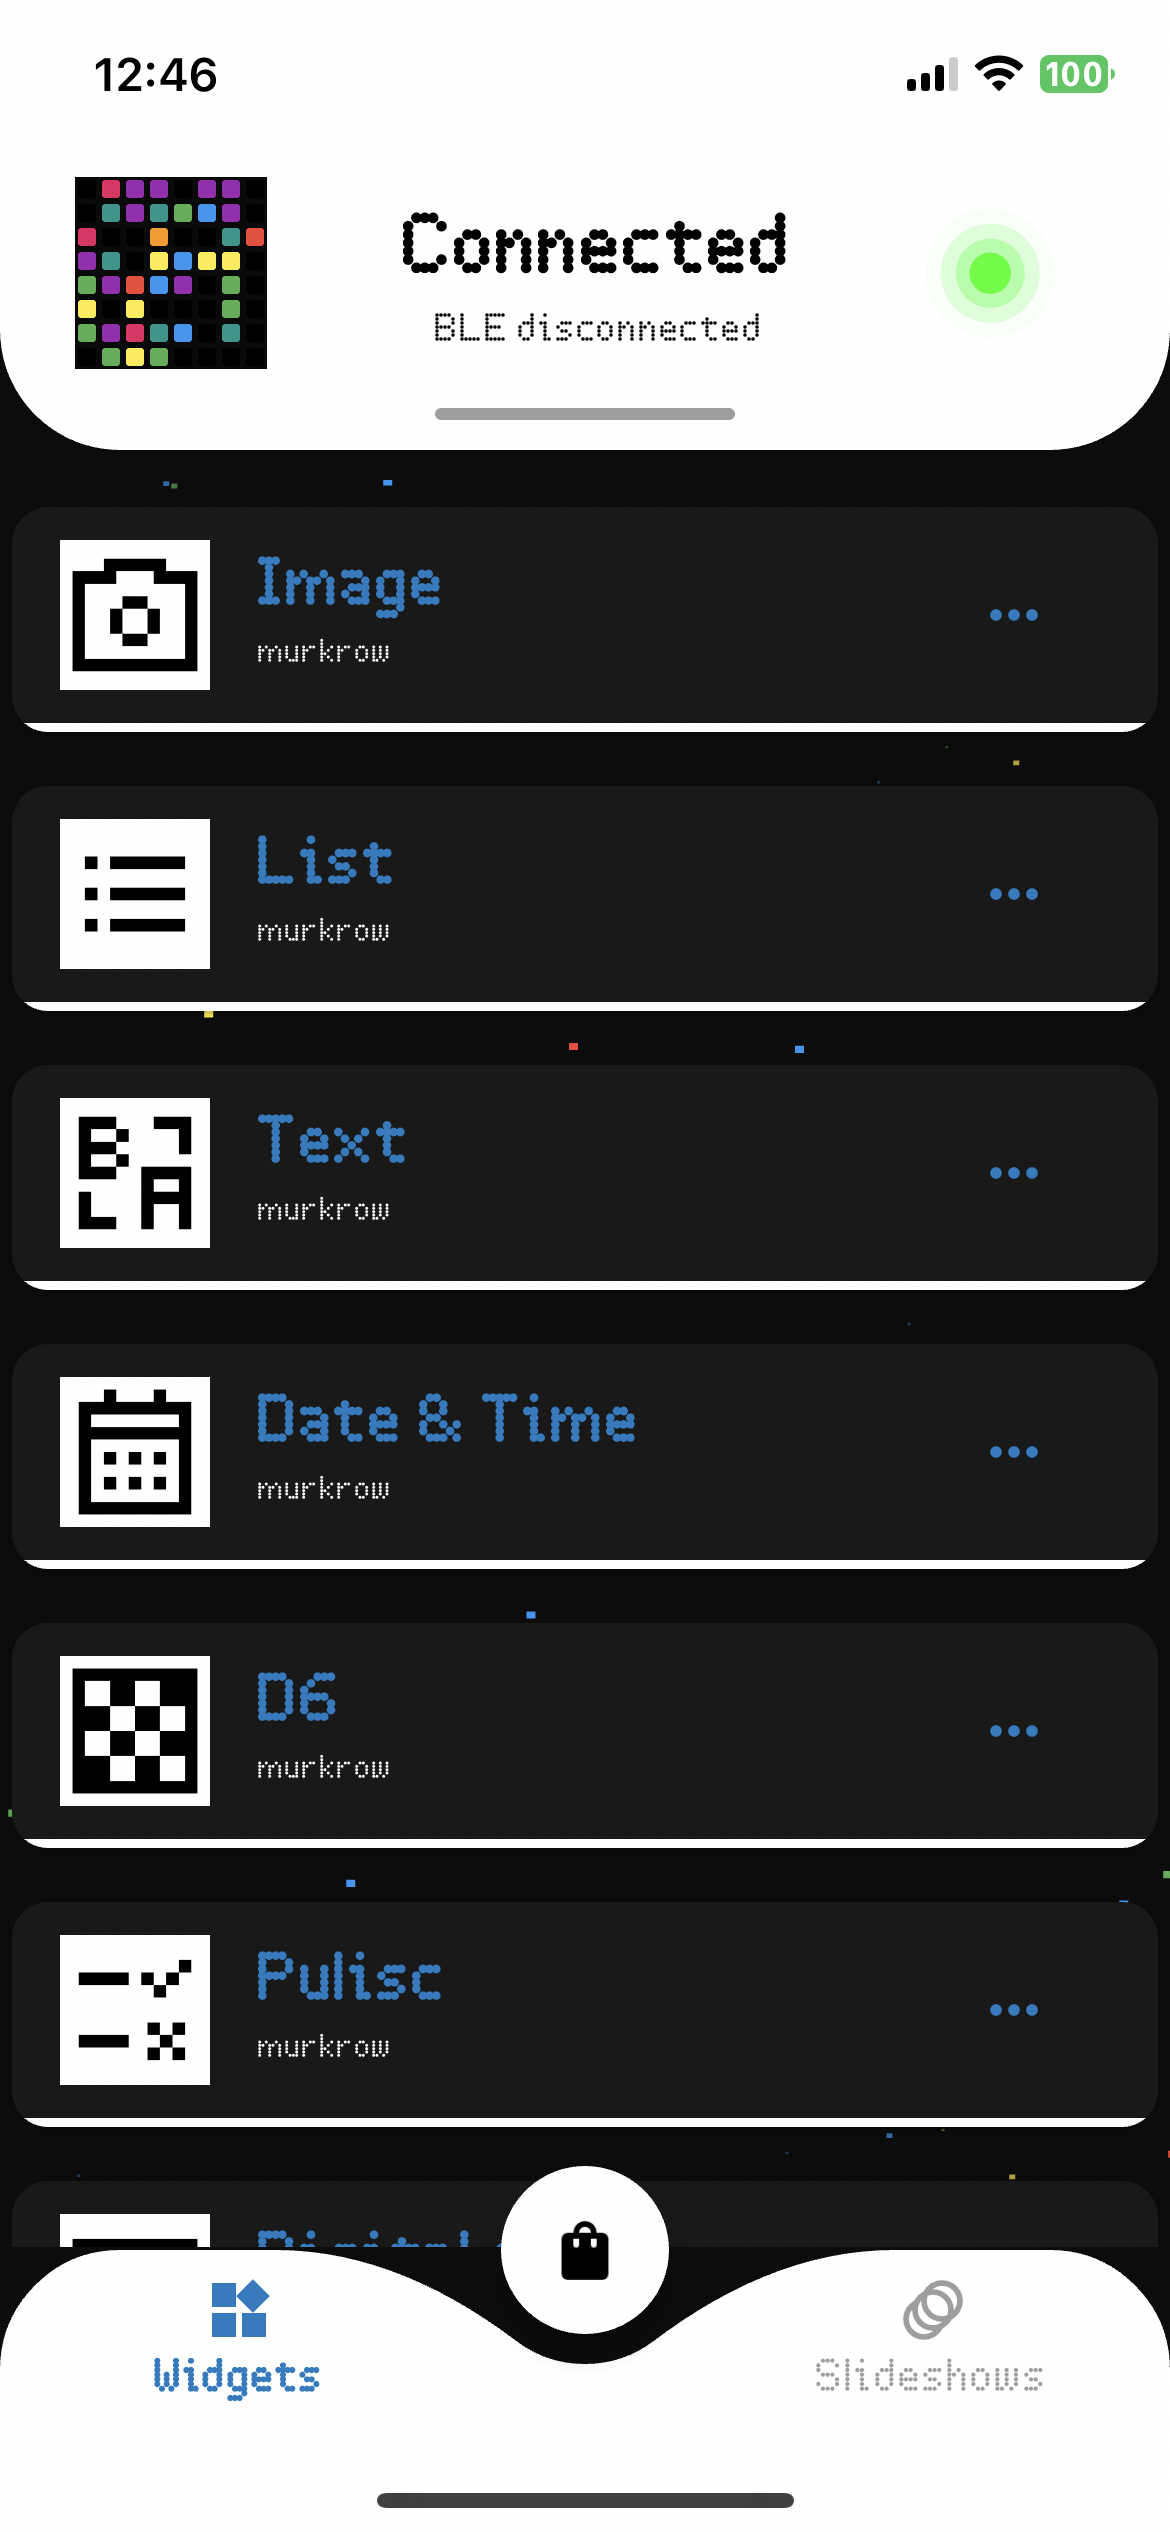 12:46
100
Connected
BLE disconnected
Image
murkrow
List
murkrow
Text
murkrow
Date & Time
murkrow
D6
murkrow
Pulisc
murkrow
Widgets
Slideshows